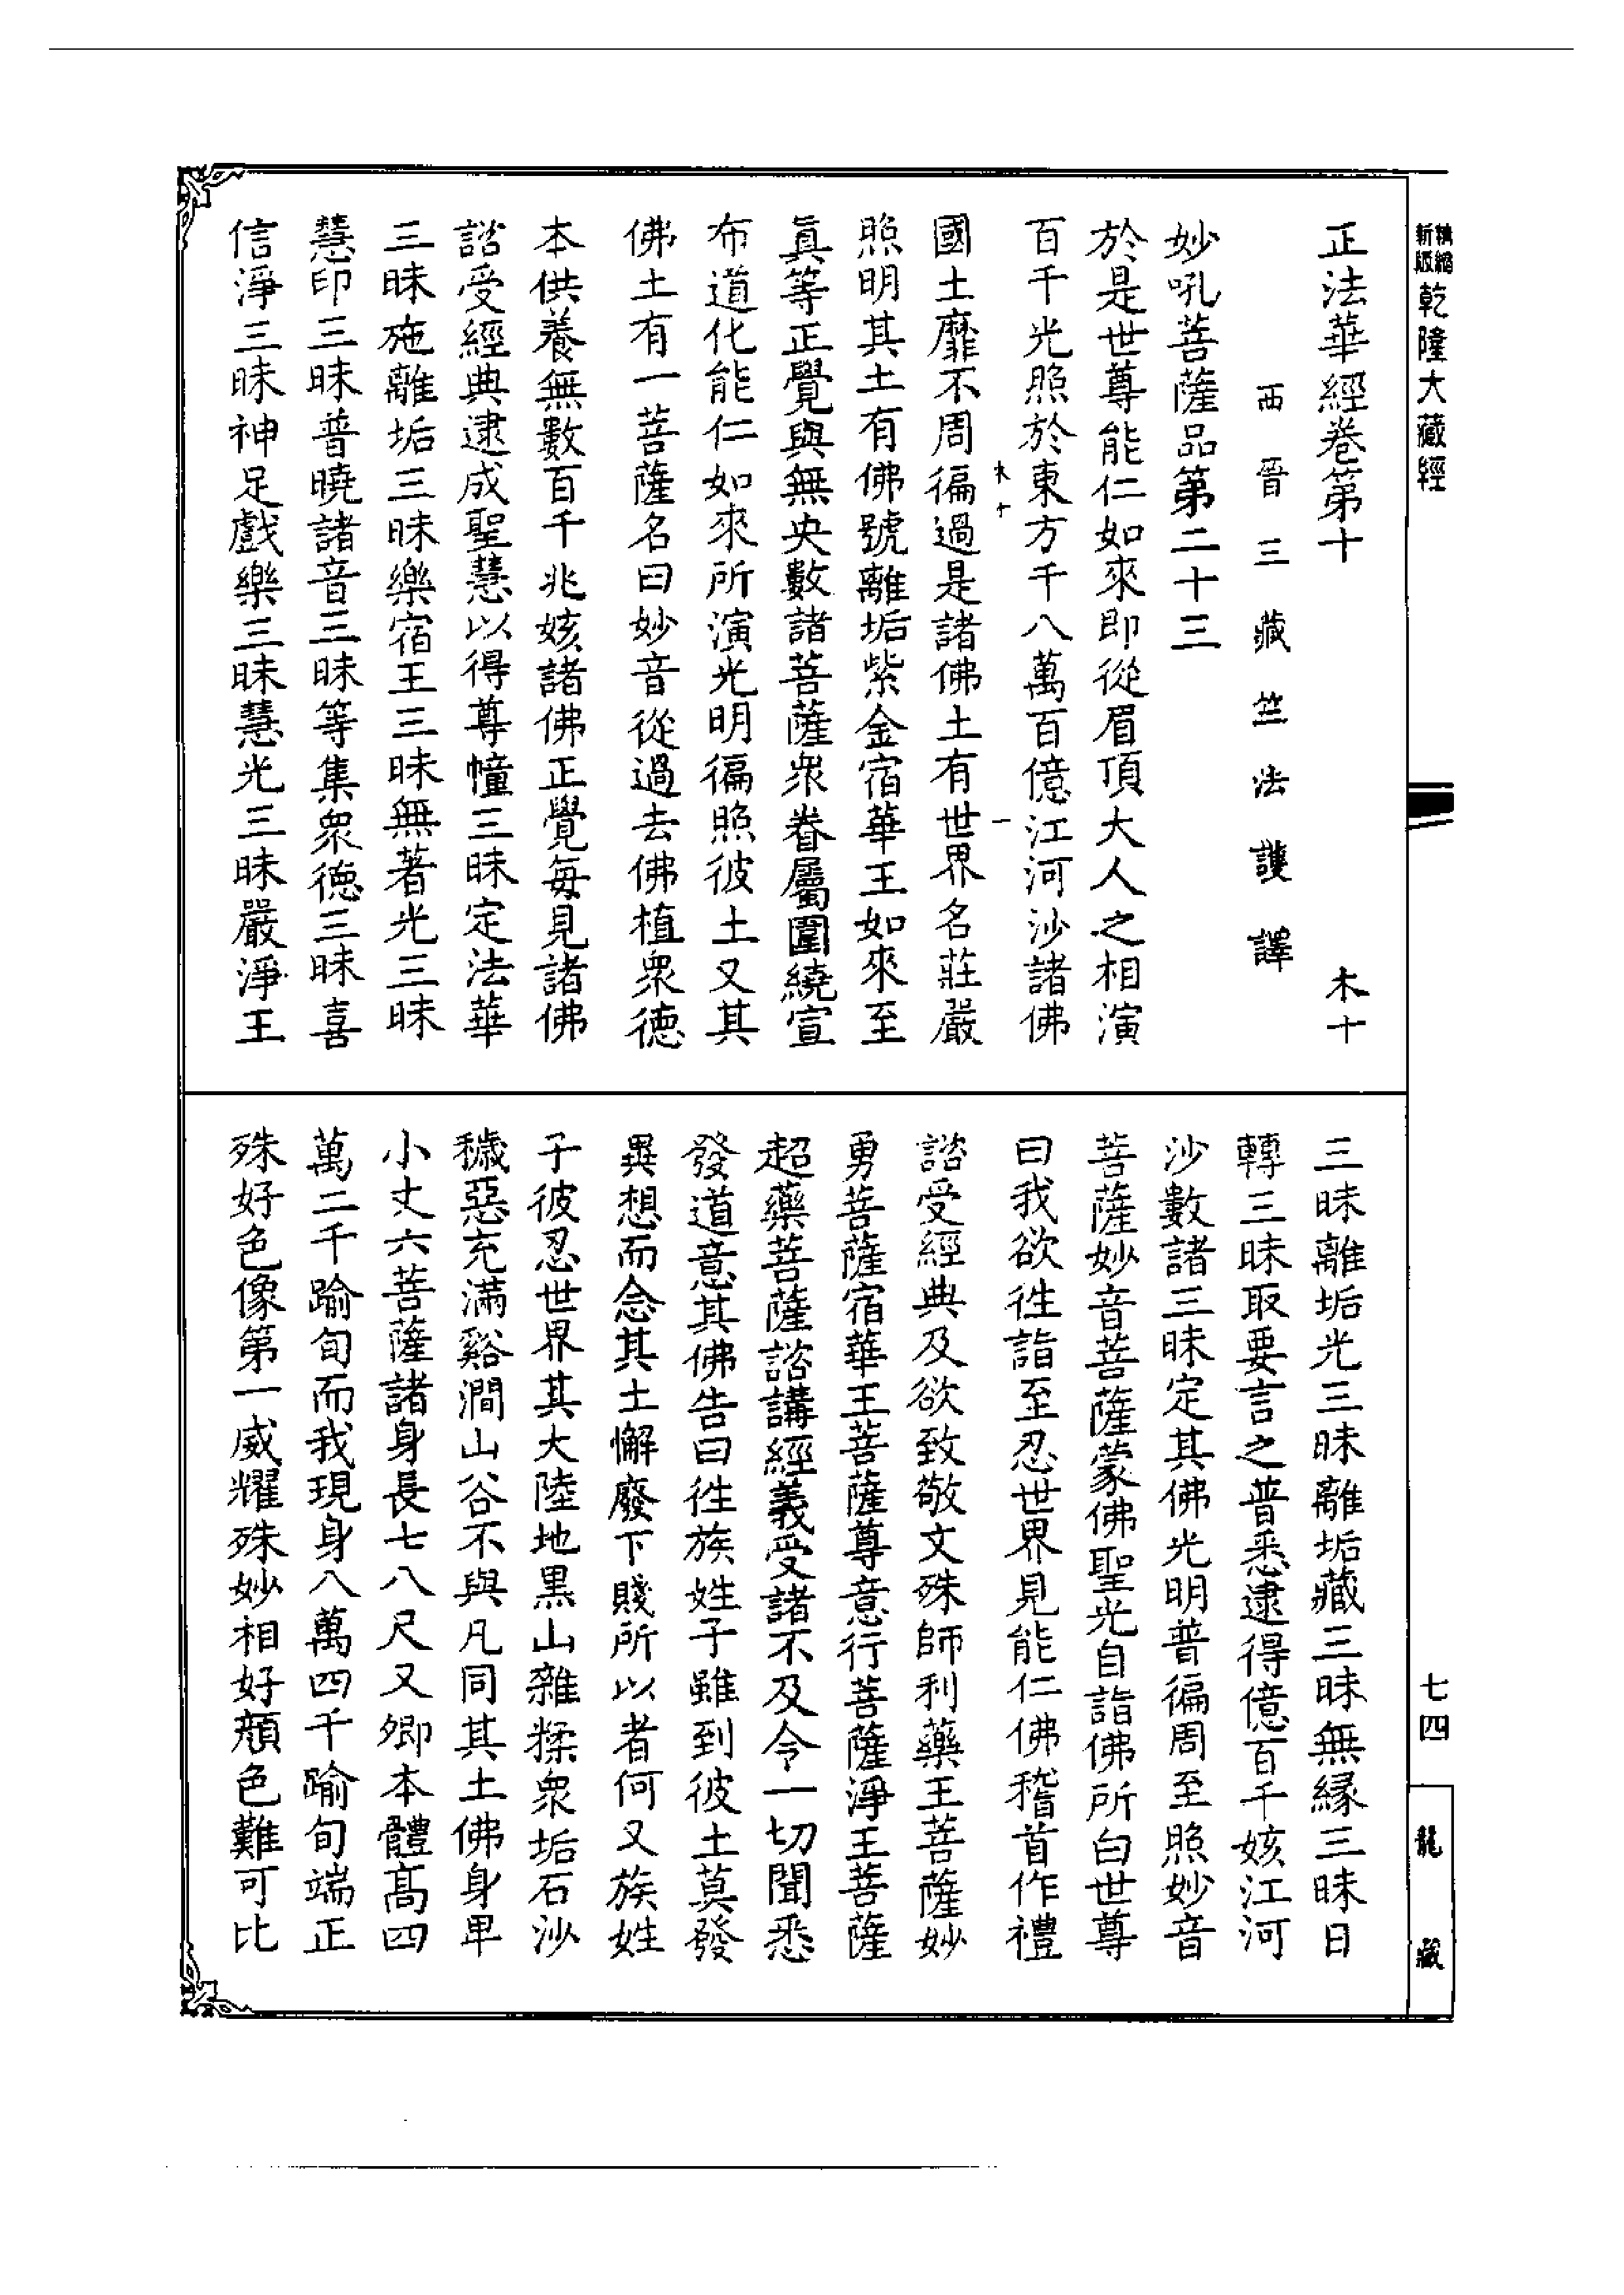 精縮新版乾隆大藏經
正法華經卷第十 木十
西晉三藏竺法護譯
妙吼菩薩品第二十三
於是世尊能仁如來即從眉頂大人之相演
百千光照於東方千八萬百億江河沙諸佛
木十 一
國土靡不周徧過是諸佛土有世界名莊嚴
照明其土有佛號離垢紫金宿華王如來至
眞等正覺與無央數諸菩薩衆眷屬圍繞宣
布道化能仁如來所演光明徧照彼土又其
佛土有一菩薩名曰妙音從過去佛植衆德
本供養無數百千兆姟諸佛正覺每見諸佛
諮受經典逮成聖慧以得尊幢三昧定法華
三昧施離垢三昧樂宿王三昧無著光三昧
慧印三昧普曉諸音三昧等集衆德三昧喜
信淨三昧神足戲樂三昧慧光三昧嚴淨王
三昧離垢光三昧離垢藏三昧無緣三昧日
轉三昧取要言之普悉逮得億百千姟江河
沙數諸三昧定其佛光明普徧周至照妙音
菩薩妙音菩薩蒙佛聖光自詣佛所白世尊
曰我欲往詣至忍世界見能仁佛稽首作禮
諮受經典及欲致敬文殊師利藥王菩薩妙
勇菩薩宿華王菩薩尊意行菩薩淨王菩薩
超藥菩薩諮講經義受諸不及令一切聞悉
發道意其佛告曰往族姓子雖到彼土莫發
異想而念其土懈廢下賤所以者何又族姓
子彼忍世界其大陸地黑山雜糅衆垢石沙
穢惡充滿谿澗山谷不與凡同其土佛身卑
小丈六菩薩諸身長七八尺又卿本體高四
萬二千踰旬而我現身八萬四千踰旬端正
殊好色像第一威耀殊妙相好顏色難可比
七四
龍藏